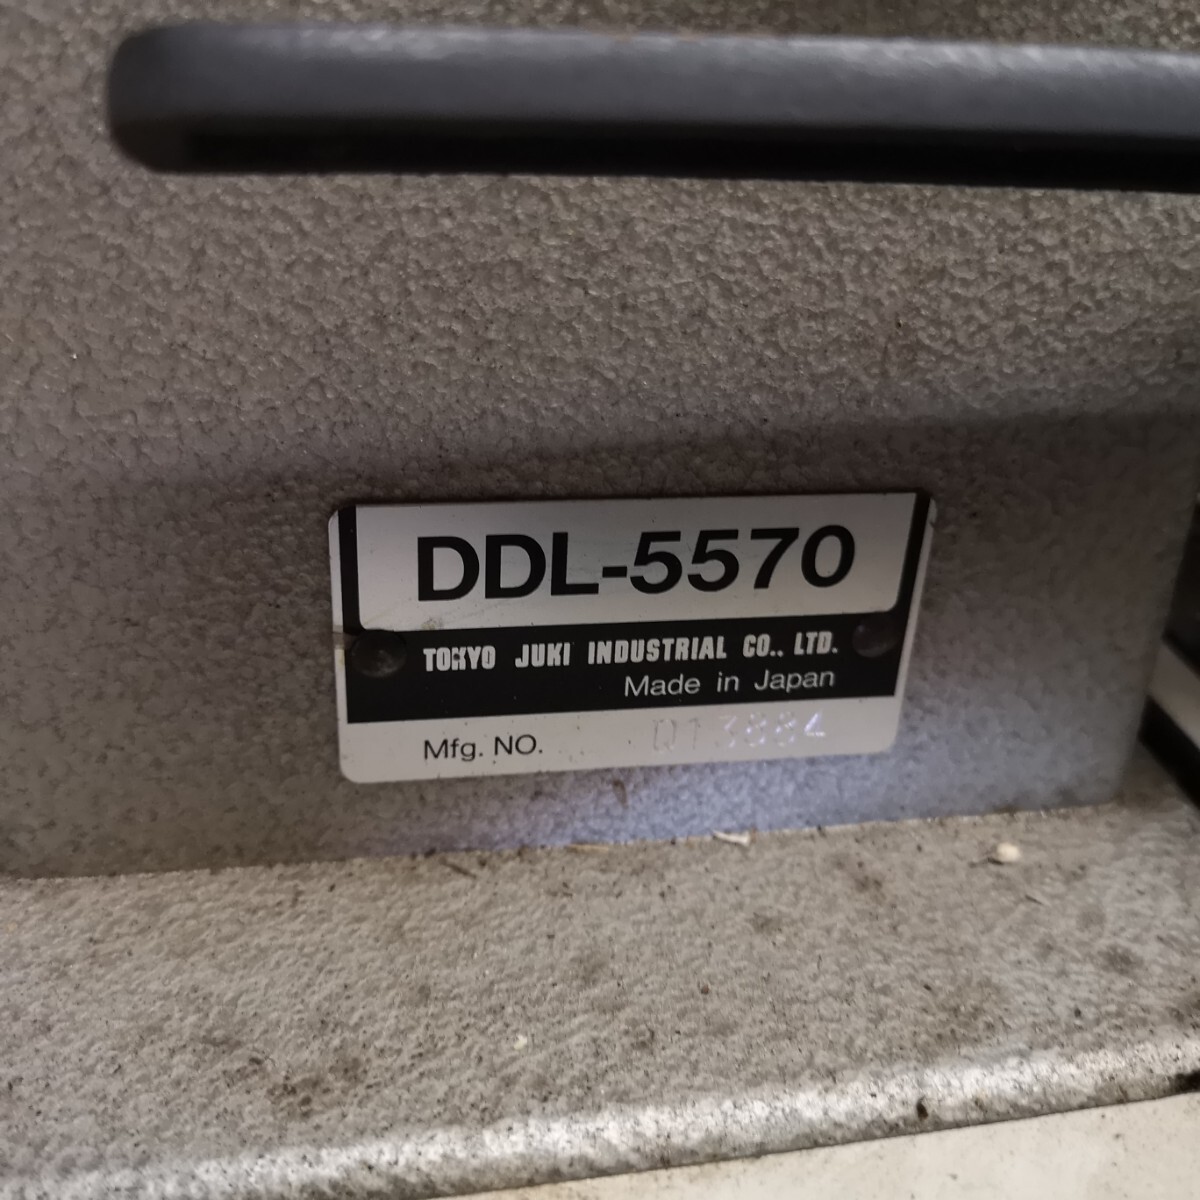 DDL-5570
TOKYO JUKI INDUSTRIAL CO., LTD.
Made in Japan
Mfg. NO.